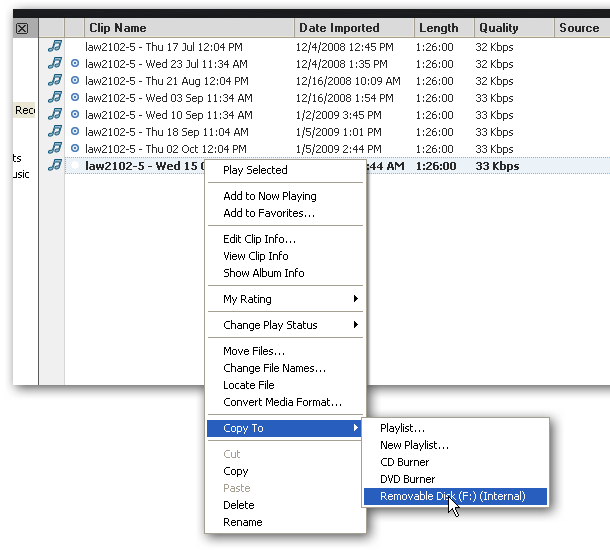 Clip Name Date Imported Length Quality Source
law2102-5 - Thu 17 Jul 12:04 PM 12/4/2008 12:45 PM 1:26:00 32 Kbps
law2102-5 - Wed 23 Jul 11:34 AM 12/4/2008 1:35 PM 1:26:00 32 Kbps
law2102-5 - Thu 21 Aug 12:04 PM 12/16/2008 10:09 AM 1:26:00 33 Kbps
law2102-5 - Wed 03 Sep 11:34 AM 12/16/2008 1:54 PM 1:26:00 33 Kbps
Rec law2102-5 - Wed 10 Sep 11:34 AM 1/2/2009 3:45 PM 1:26:00 33 Kbps
law2102-5 - Thu 18 Sep 11:04 AM 1/5/2009 1:01 PM 1:26:00 33 Kbps
ts law2102-5 - Thu 02 Oct 12:04 PM 1/5/2009 2:44 PM 1:26:00 33 Kbps
usic law2102-5 - Wed 15 :44 AM 1:26:00 33 Kbps
Play Selected
Add to Now Playing
Add to Favorites...
Edit Clip Info...
View Clip Info
Show Album Info
My Rating
Change Play Status
Move Files...
Change File Names...
Locate File
Convert Media Format...
Copy To
Cut
Copy
Paste
Delete
Rename
Playlist...
New Playlist...
CD Burner
DVD Burner
Removable Disk (F:) (Internal)